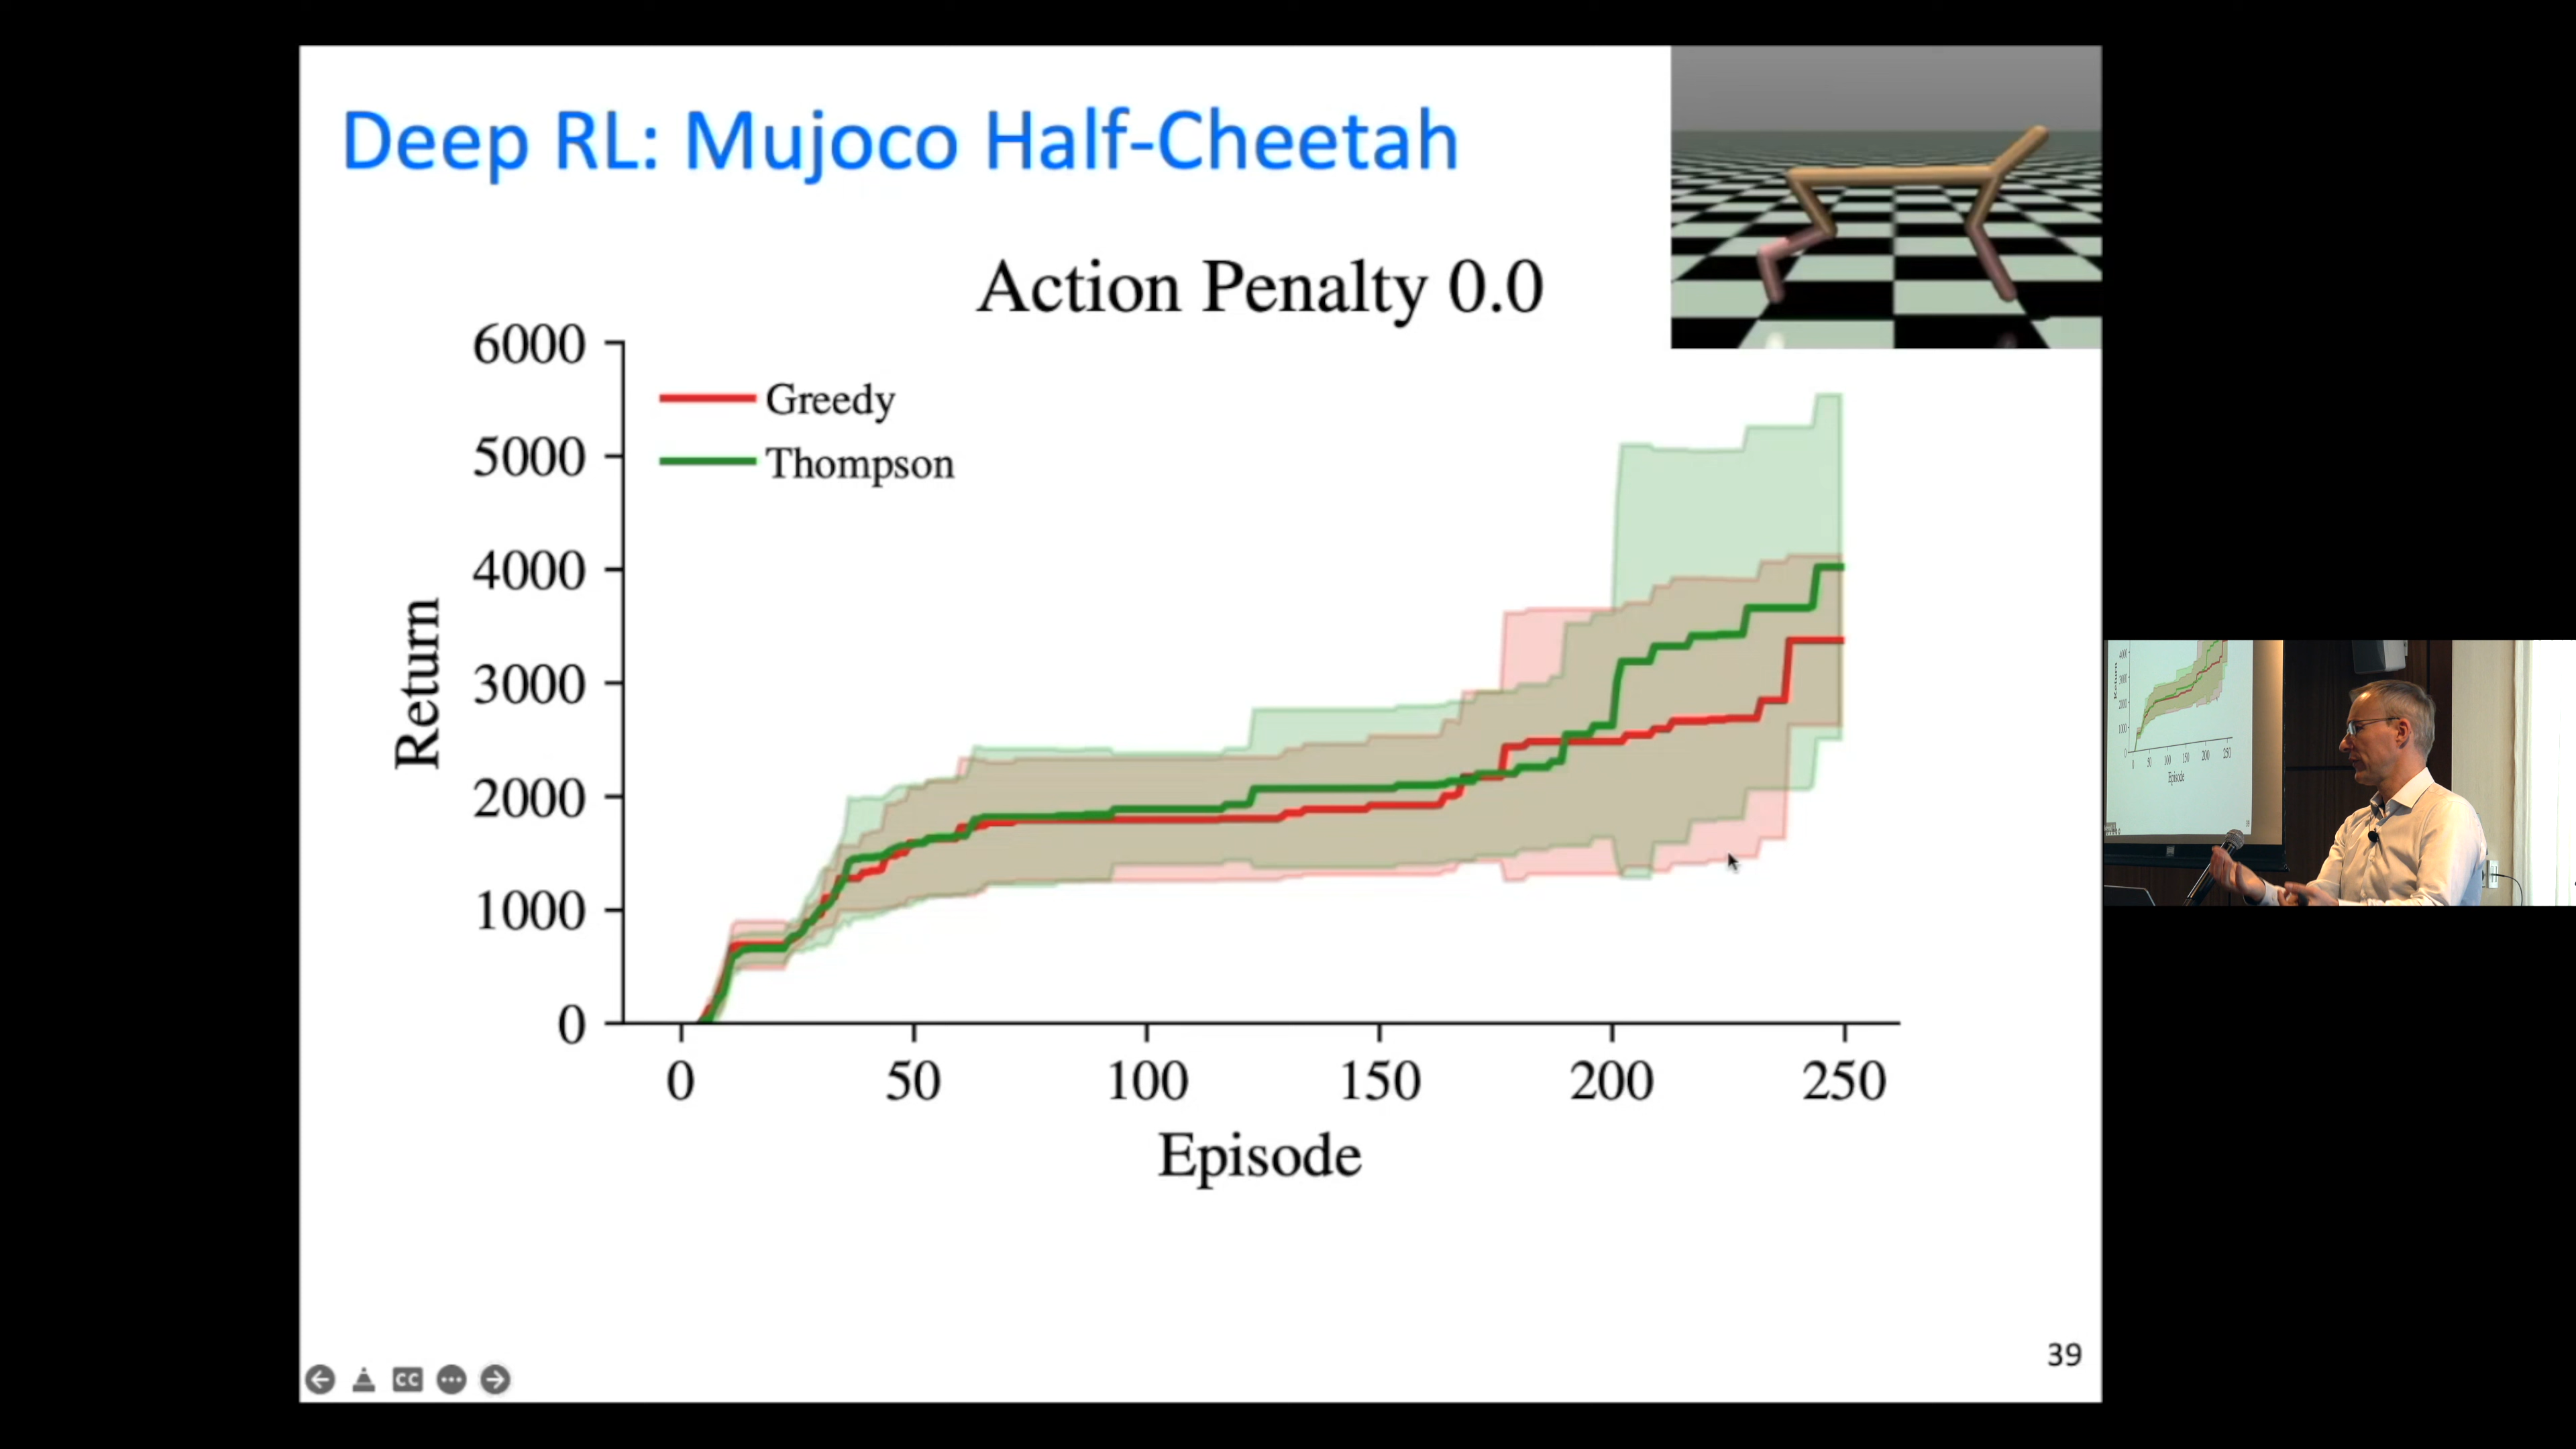 Deep RL: Mujoco Half-Cheetah
Action Penalty 0.0
6000
5000
4000
3000
2000
1000
0
Return
Greedy
Thompson
0 50 100 150 200 250
Episode
39
CC